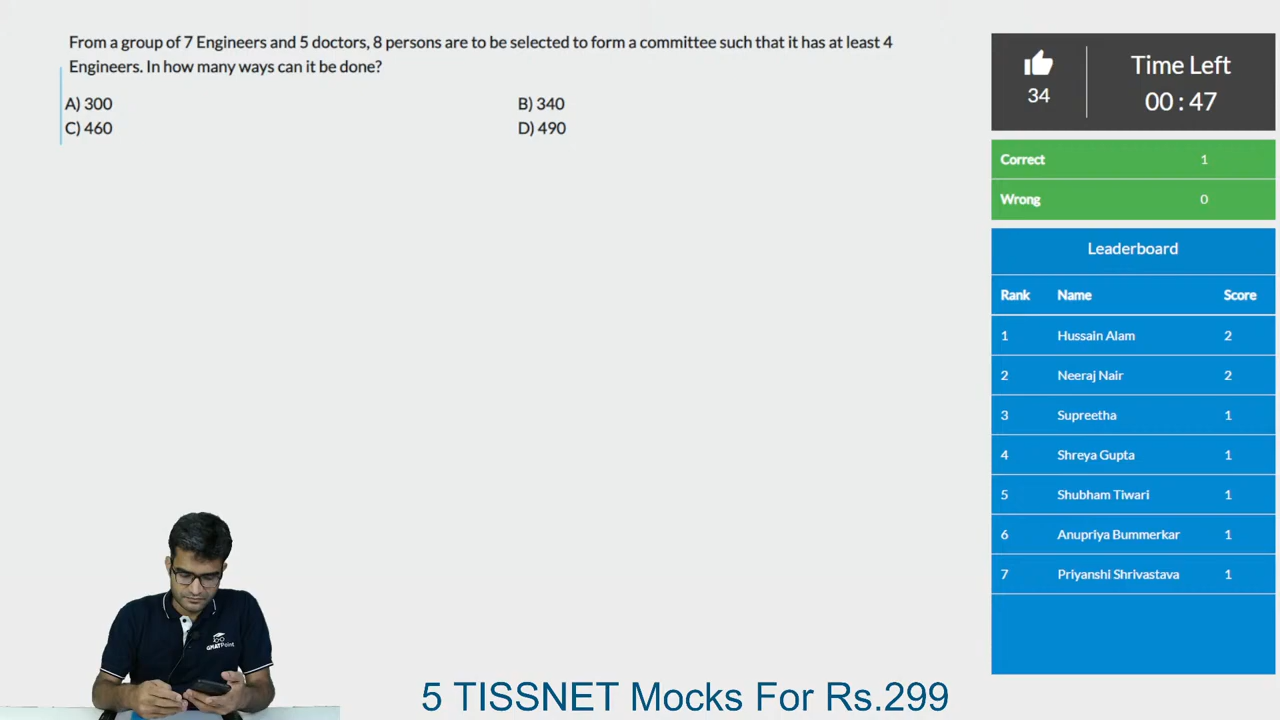 From a group of 7 Engineers and 5 doctors, 8 persons are to be selected to form a committee such that it has at least 4
Engineers. In how many ways can it be done?
A) 300
B) 340
C) 460
D) 490
34
Time Left
00 : 47
Correct 1
Wrong 0
Leaderboard
Rank Name Score
1 Hussain Alam 2
2 Neeraj Nair 2
3 Supreetha 1
4 Shreya Gupta 1
5 Shubham Tiwari 1
6 Anupriya Bummerkar 1
7 Priyanshi Shrivastava 1
GMATPoint
5 TISSNET Mocks For Rs.299